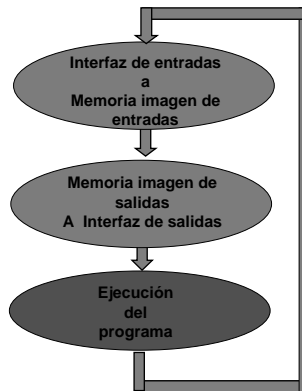 Interfaz de entradas
a
Memoria imagen de
entradas
Memoria imagen de
salidas
A Interfaz de salidas
Ejecución
del
programa